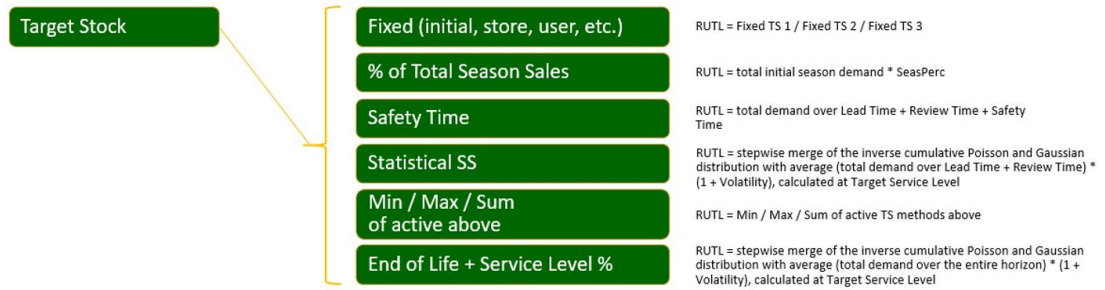 Target Stock
Fixed (initial, store, user, etc.)
RUTL = Fixed TS 1 / Fixed TS 2 / Fixed TS 3
% of Total Season Sales
RUTL = total initial season demand * SeasPerc
Safety Time
RUTL = total demand over Lead Time + Review Time + Safety
Time
Statistical SS
RUTL = stepwise merge of the inverse cumulative Poisson and Gaussian
distribution with average (total demand over Lead Time + Review Time) *
(1 + Volatility), calculated at Target Service Level
Min / Max / Sum
of active above
RUTL = Min / Max / Sum of active TS methods above
End of Life + Service Level %
RUTL = stepwise merge of the inverse cumulative Poisson and Gaussian
distribution with average (total demand over the entire horizon) * (1 +
Volatility), calculated at Target Service Level